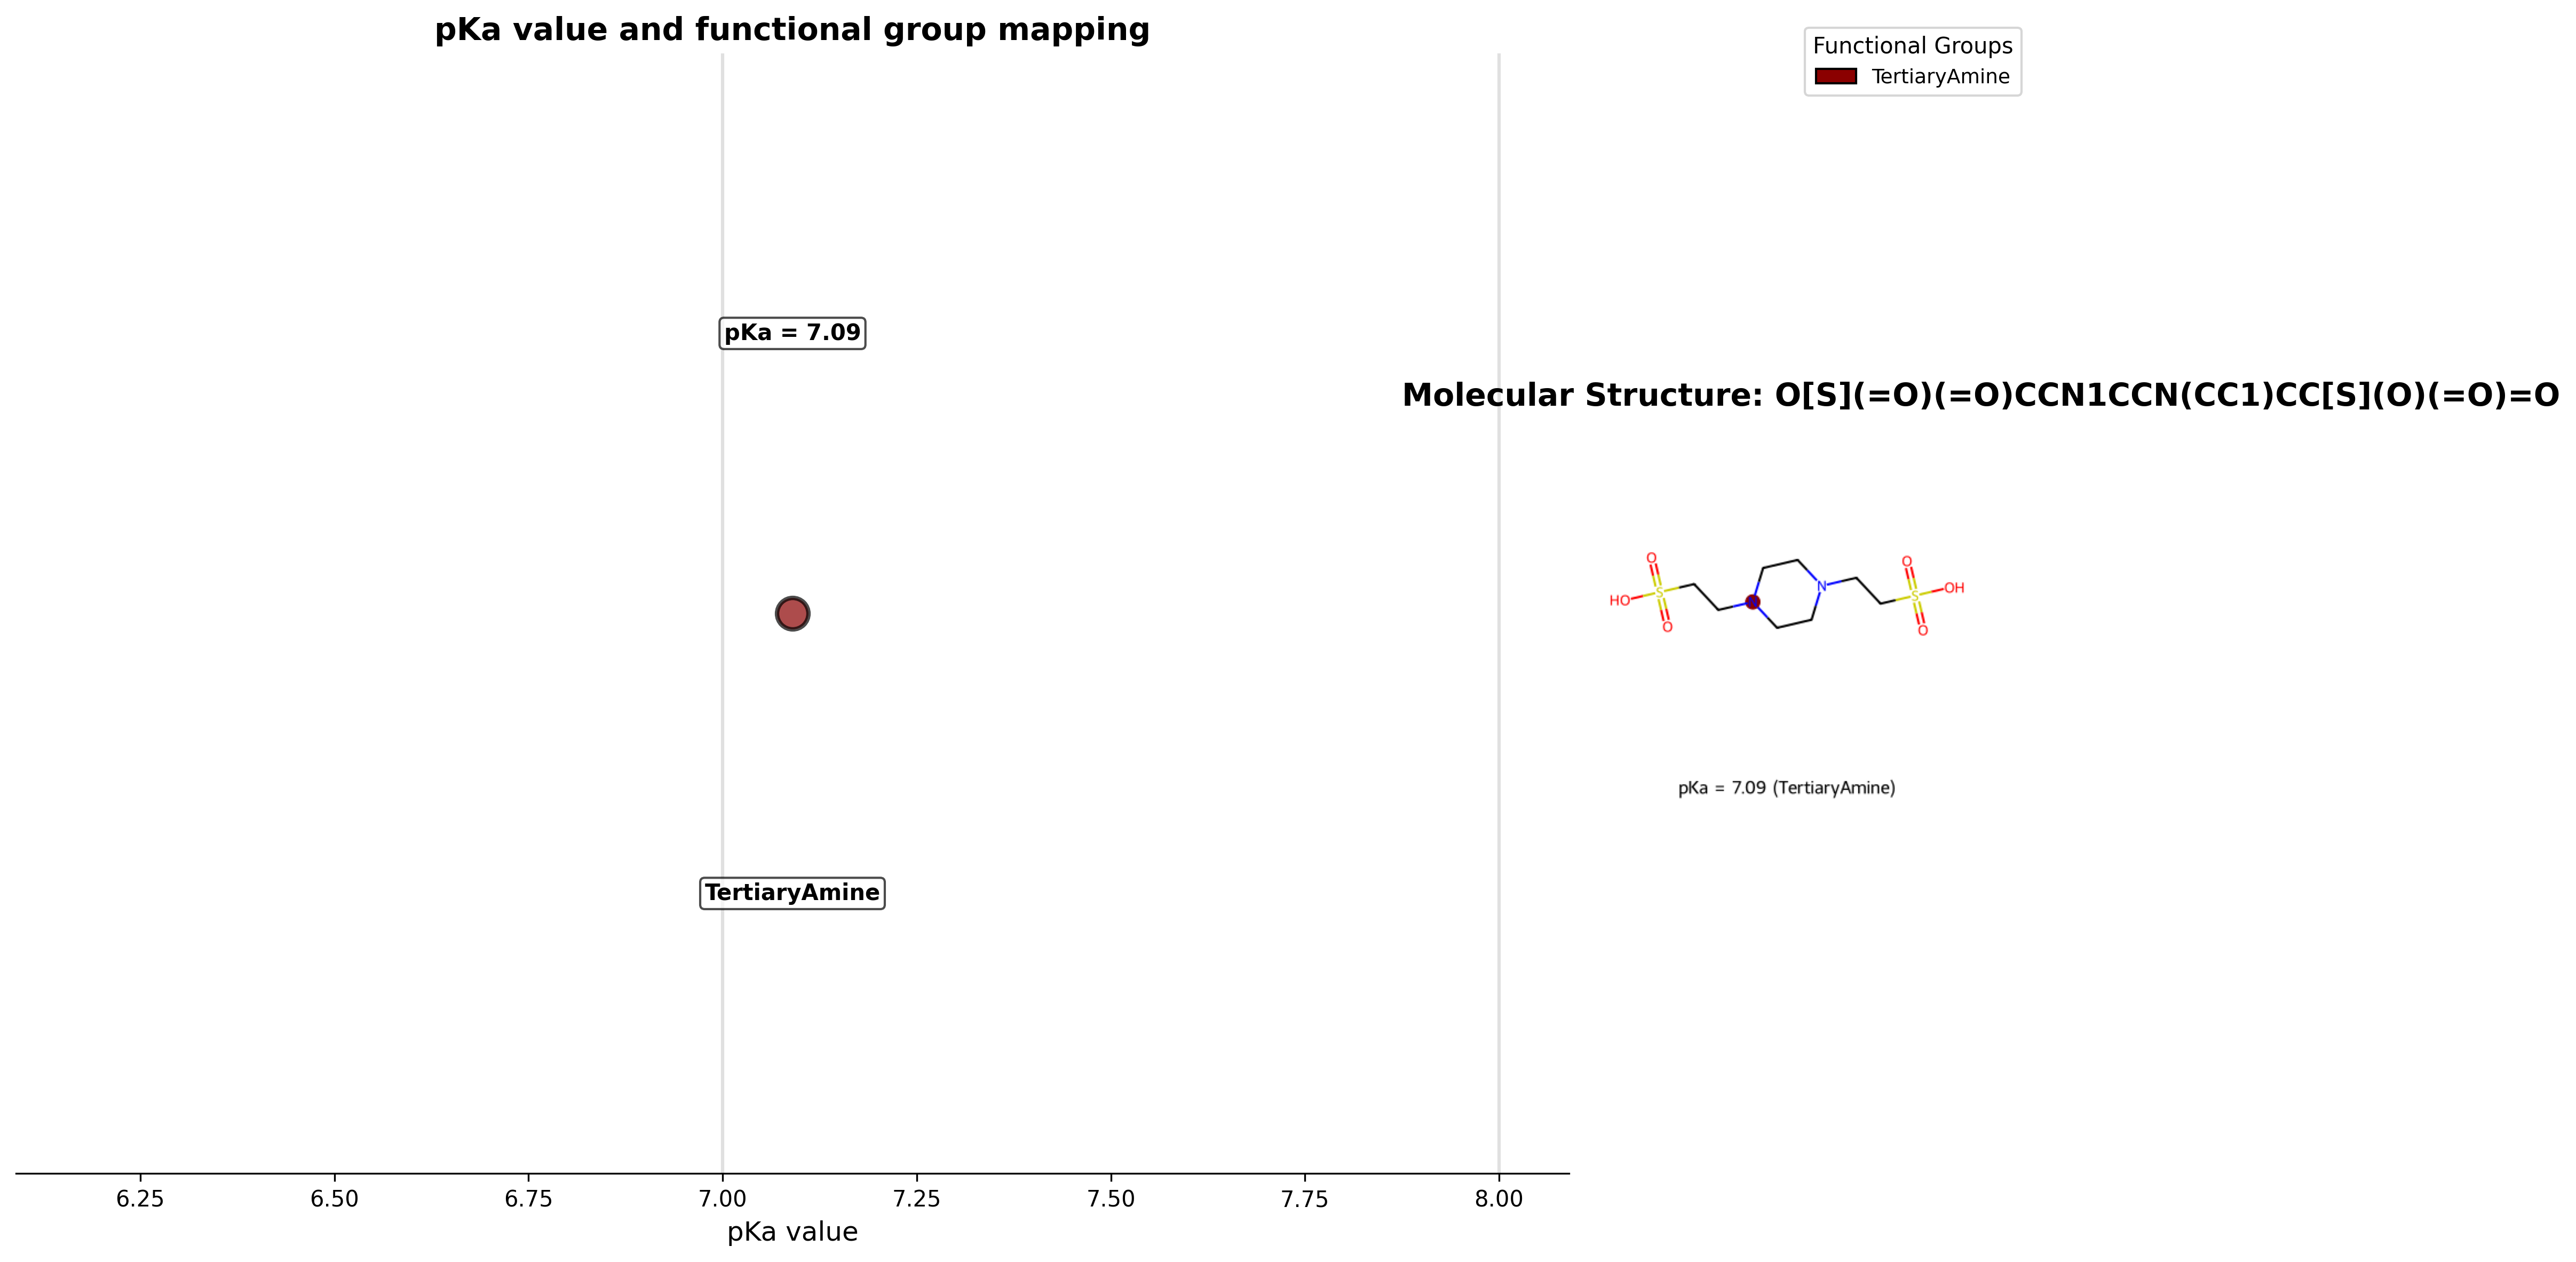 pKa value and functional group mapping
Functional Groups
TertiaryAmine
pKa = 7.09
TertiaryAmine
6.25 6.50 6.75 7.00 7.25 7.50 7.75 8.00
pKa value
Molecular Structure: O[S](=O)(=O)CCN1CCN(CC1)CC[S](O)(=O)=O
O O
HO S N S OH
O O
pKa = 7.09 (TertiaryAmine)